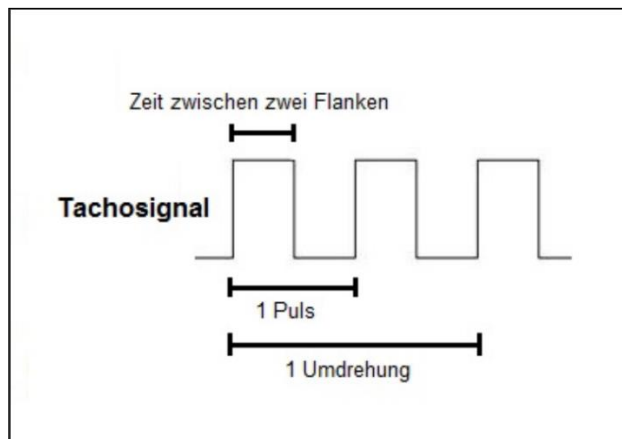 Zeit zwischen zwei Flanken
Tachosignal
1 Puls
1 Umdrehung